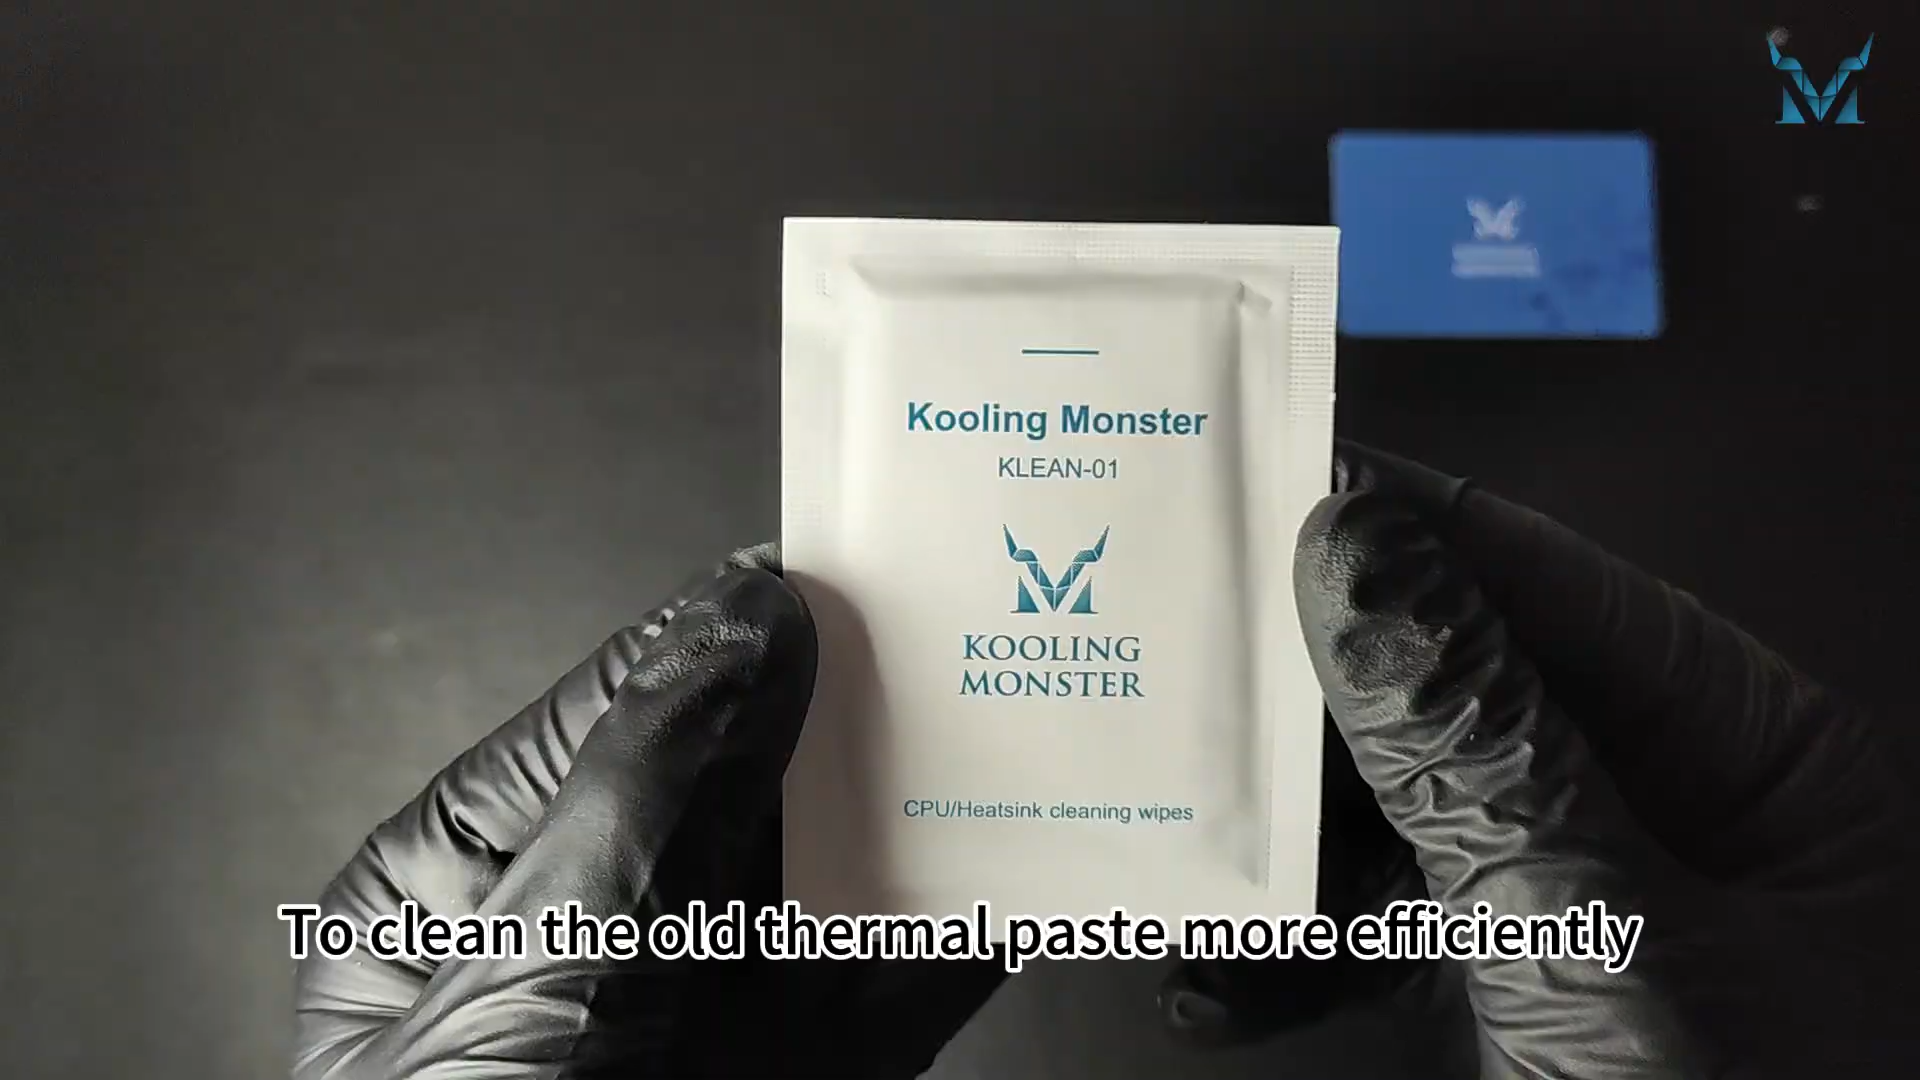 Kooling Monster
KLEAN-01
KOOLING
MONSTER
CPU/Heatsink cleaning wipes
To clean the old thermal paste more efficiently